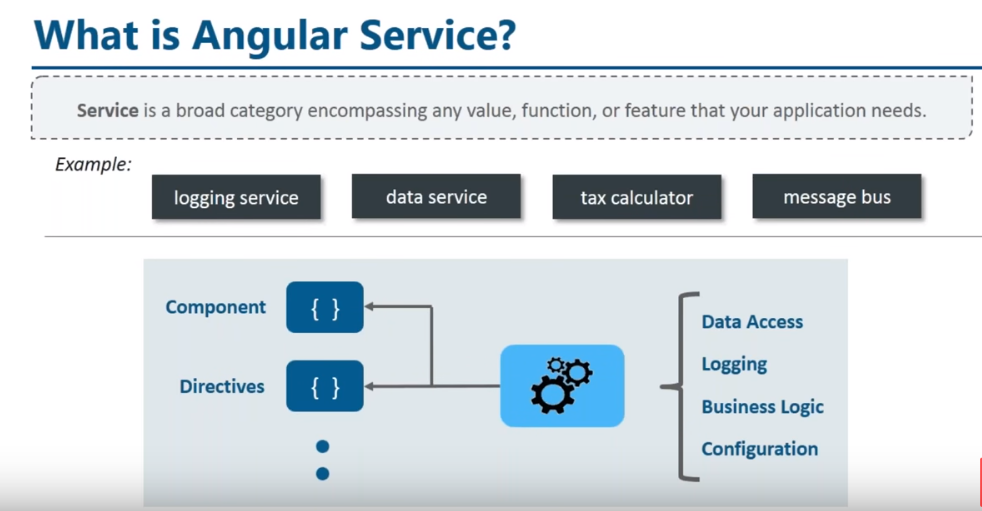 What is Angular Service?
Service is a broad category encompassing any value, function, or feature that your application needs.
Example:
logging service
data service
tax calculator
message bus
Component
{ }
Directives
{ }
Data Access
Logging
Business Logic
Configuration